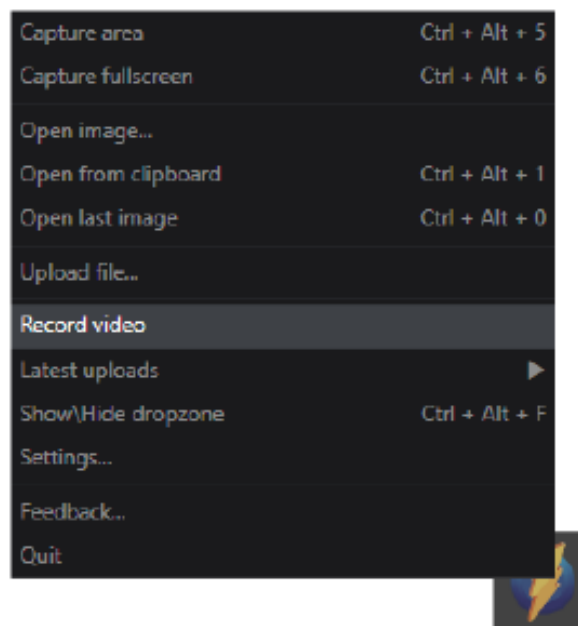 Capture area Ctrl + Alt + 5
Capture fullscreen Ctrl + Alt + 6
Open image...
Open from clipboard Ctrl + Alt + 1
Open last image Ctrl + Alt + 0
Upload file...
Record video
Latest uploads
Show\Hide dropzone Ctrl + Alt + F
Settings...
Feedback...
Quit